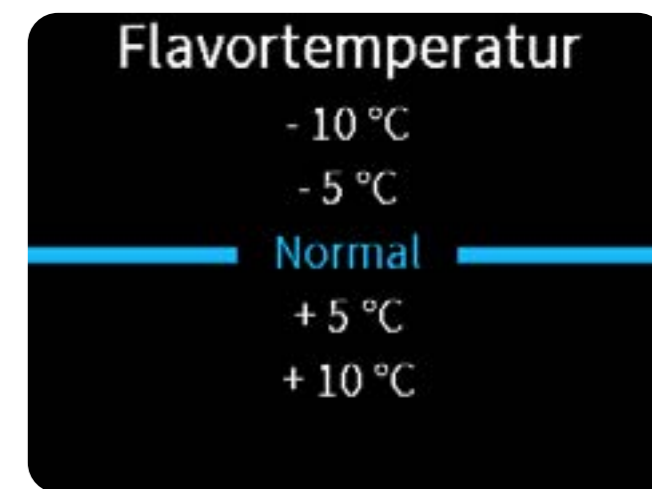 Flavortemperatur
- 10 °C
- 5 °C
Normal
+ 5 °C
+ 10 °C